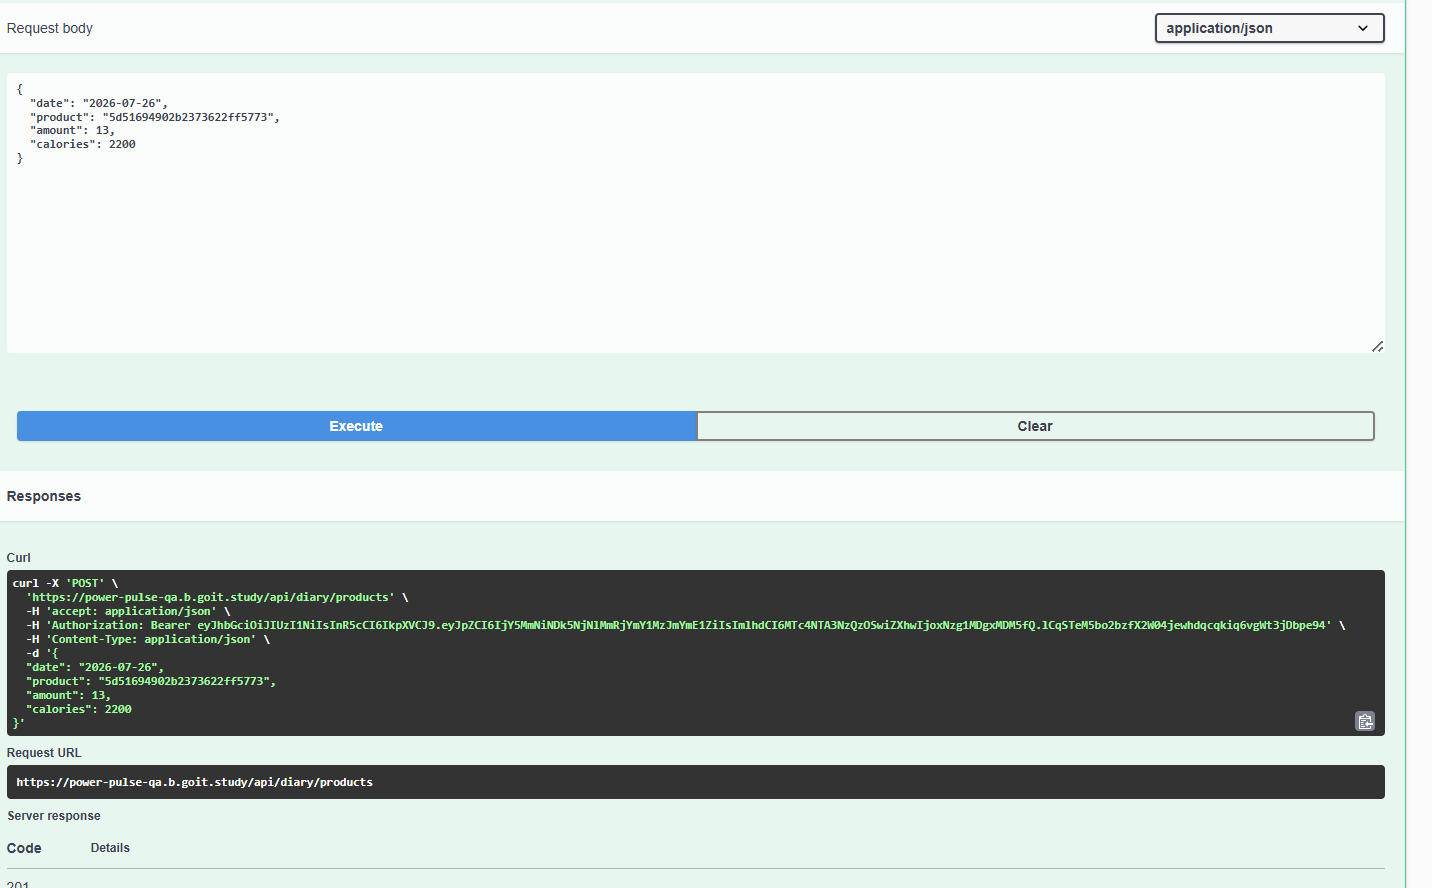 Request body
application/json
{
  "date": "2026-07-26",
  "product": "5d51694902b2373622ff5773",
  "amount": 13,
  "calories": 2200
}
Execute
Clear
Responses
Curl
curl -X 'POST' \
  'https://power-pulse-qa.b.goit.study/api/diary/products' \
  -H 'accept: application/json' \
  -H 'Authorization: Bearer eyJhbGciOiJIUzI1NiIsInR5cCI6IkpXVCJ9.eyJpZCI6IjY5MmNiNDk5NjNlMmRjYmY1MzJmYmE1ZiIsImlhdCI6MTc4NTA3NzQzOSwiZXhwIjoxNzg1MDgxMDM5fQ.lCqSTeM5bo2bzfX2W04jewhdqcqkiq6vgWt3jDbpe94' \
  -H 'Content-Type: application/json' \
  -d '{
  "date": "2026-07-26",
  "product": "5d51694902b2373622ff5773",
  "amount": 13,
  "calories": 2200
}'
Request URL
https://power-pulse-qa.b.goit.study/api/diary/products
Server response
Code Details
201